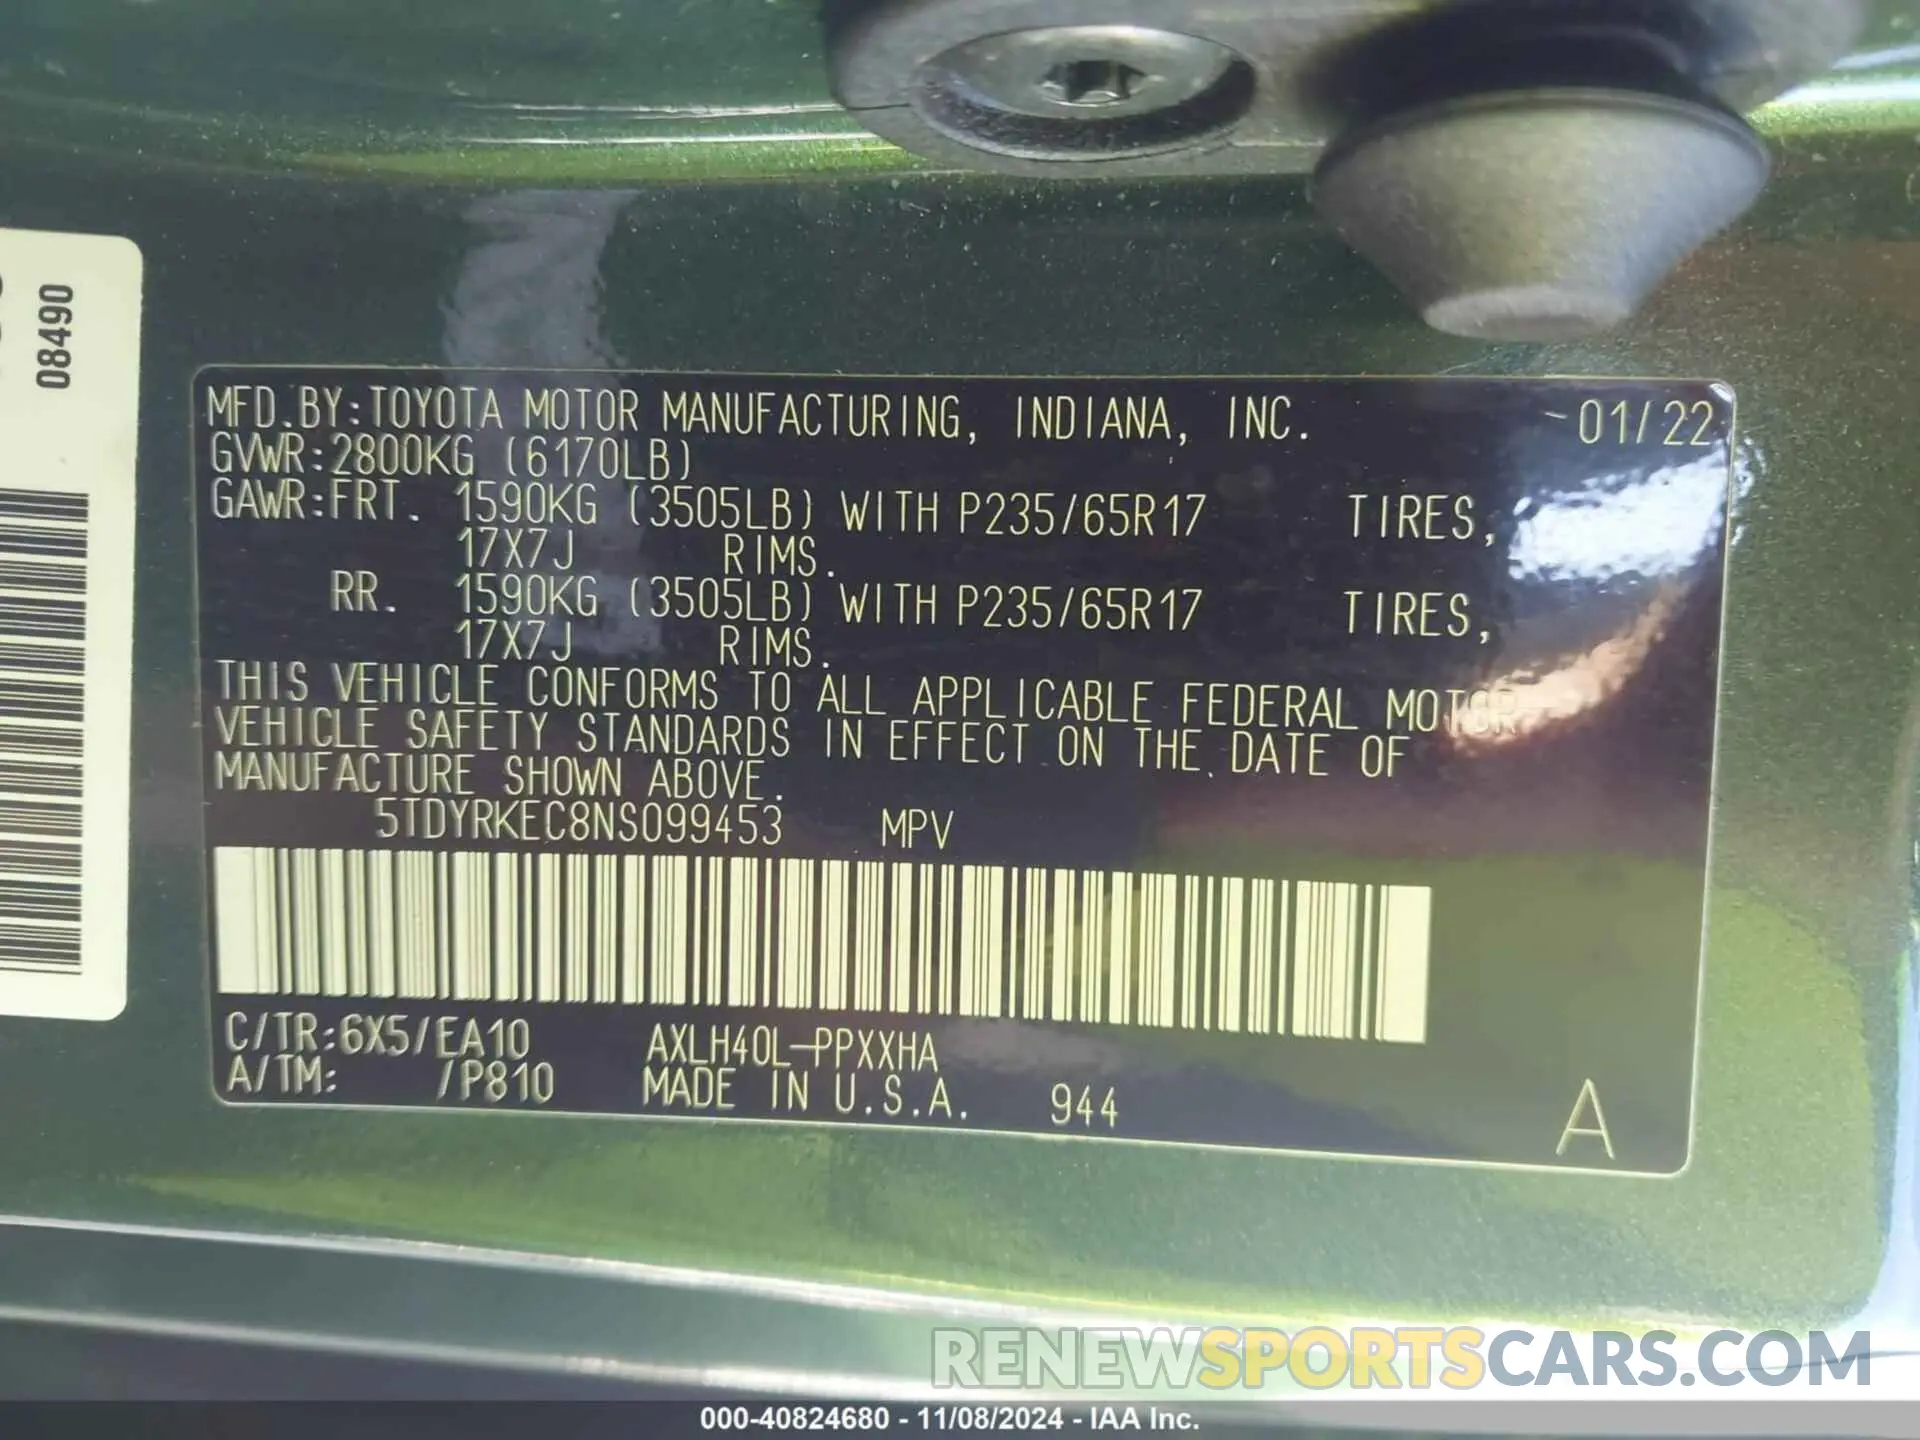 08490
MFD.BY:TOYOTA MOTOR MANUFACTURING, INDIANA, INC. 01/22
GVWR:2800KG (6170LB)
GAWR:FRT. 1590KG (3505LB) WITH P235/65R17 TIRES,
17X7J RIMS.
RR. 1590KG (3505LB) WITH P235/65R17 TIRES,
17X7J RIMS.
THIS VEHICLE CONFORMS TO ALL APPLICABLE FEDERAL MOTOR
VEHICLE SAFETY STANDARDS IN EFFECT ON THE DATE OF
MANUFACTURE SHOWN ABOVE.
5TDYRKEC8NS099453 MPV
C/TR:6X5/EA10 AXLH40L-PPXXHA
A/TM: /P810 MADE IN U.S.A. 944
A
RENEWSPORTSCARS.COM
000-40824680 - 11/08/2024 - IAA Inc.